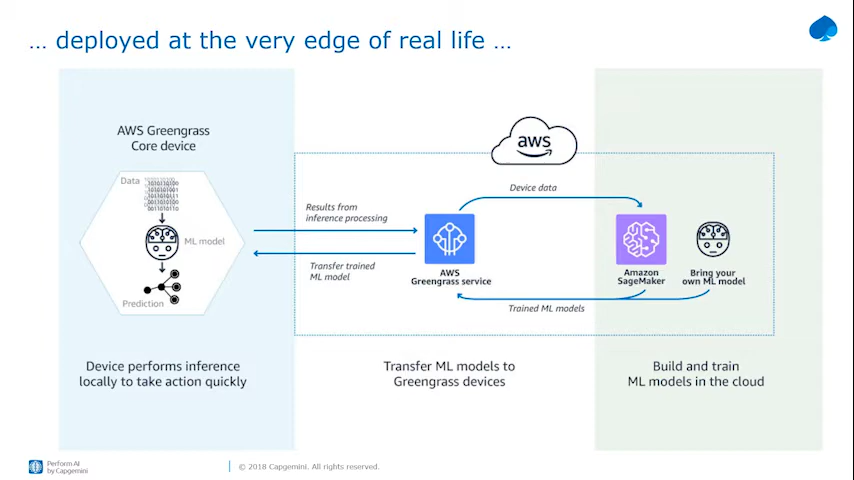 … deployed at the very edge of real life …
AWS Greengrass
Core device
Data
ML model
Prediction
Device performs inference
locally to take action quickly
Results from
inference processing
Transfer trained
ML model
aws
Device data
AWS
Greengrass service
Amazon
SageMaker
Bring your
own ML model
Trained ML models
Transfer ML models to
Greengrass devices
Build and train
ML models in the cloud
Perform AI
by Capgemini
© 2018 Capgemini. All rights reserved.